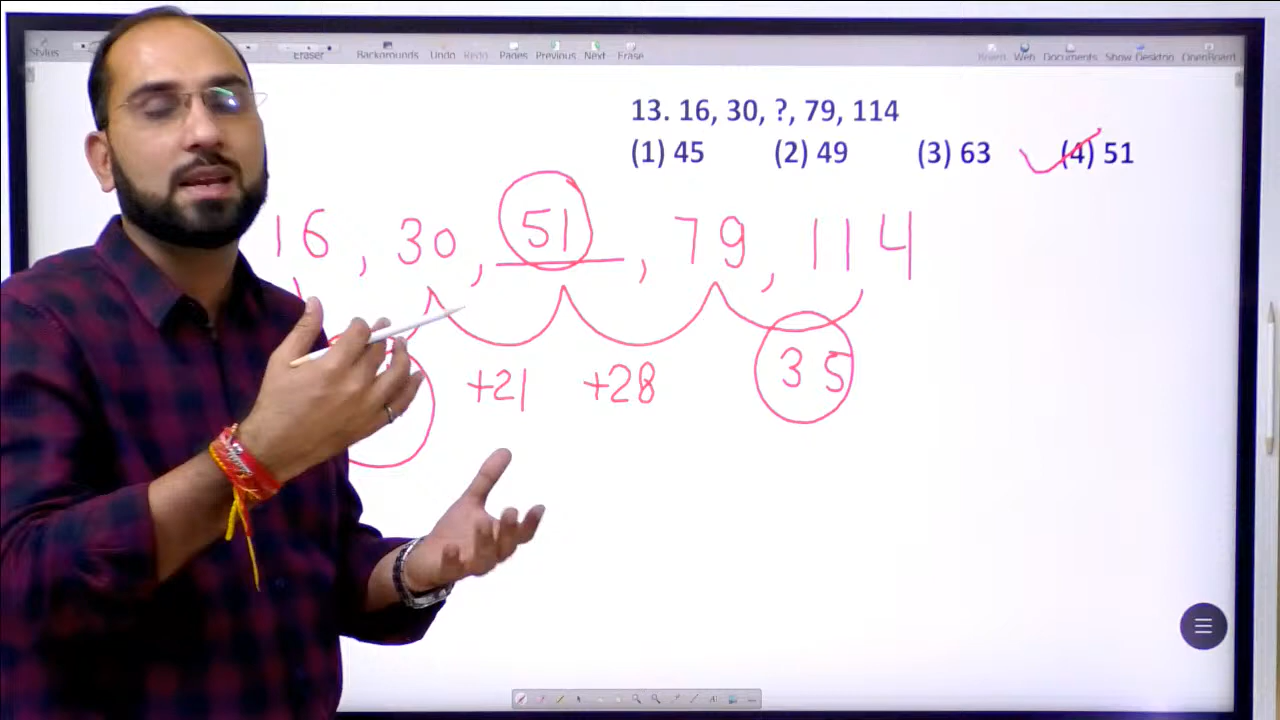 Styles Eraser Backgrounds Undo Redo Pages Previous Next Erase Board Web Documents Show Desktop OpenBoard
13. 16, 30, ?, 79, 114
(1) 45 (2) 49 (3) 63 (4) 51
16, 30, 51, 79, 114
+21 +28 35